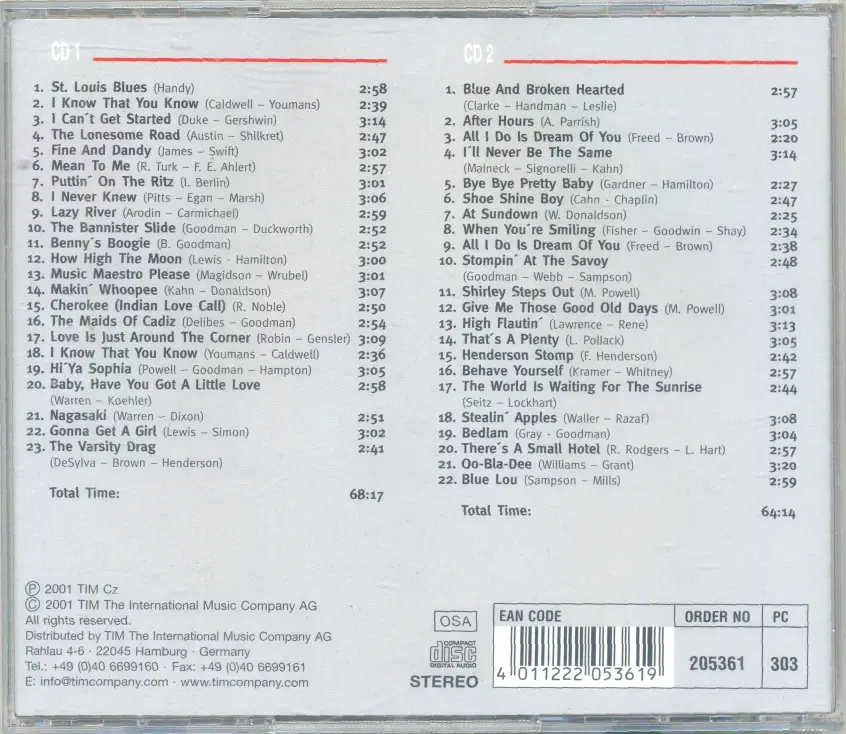 CD 1
1. St. Louis Blues (Handy) 2:58
2. I Know That You Know (Caldwell – Youmans) 2:39
3. I Can´t Get Started (Duke – Gershwin) 3:14
4. The Lonesome Road (Austin – Shilkret) 2:47
5. Fine And Dandy (James – Swift) 3:02
6. Mean To Me (R. Turk – F. E. Ahlert) 2:57
7. Puttin´ On The Ritz (I. Berlin) 3:01
8. I Never Knew (Pitts – Egan – Marsh) 3:06
9. Lazy River (Arodin – Carmichael) 2:59
10. The Bannister Slide (Goodman – Duckworth) 2:52
11. Benny´s Boogie (B. Goodman) 2:52
12. How High The Moon (Lewis - Hamilton) 3:00
13. Music Maestro Please (Magidson – Wrubel) 3:01
14. Makin´ Whoopee (Kahn – Donaldson) 3:07
15. Cherokee (Indian Love Call) (R. Noble) 2:50
16. The Maids Of Cadiz (Delibes – Goodman) 2:54
17. Love Is Just Around The Corner (Robin – Gensler) 3:09
18. I Know That You Know (Youmans – Caldwell) 2:36
19. Hi´Ya Sophia (Powell – Goodman – Hampton) 3:05
20. Baby, Have You Got A Little Love 2:58
(Warren – Koehler)
21. Nagasaki (Warren – Dixon) 2:51
22. Gonna Get A Girl (Lewis – Simon) 3:02
23. The Varsity Drag 2:41
(DeSylva – Brown – Henderson)
Total Time: 68:17
CD 2
1. Blue And Broken Hearted 2:57
(Clarke – Handman – Leslie)
2. After Hours (A. Parrish) 3:05
3. All I Do Is Dream Of You (Freed – Brown) 2:20
4. I´ll Never Be The Same 3:14
(Malneck – Signorelli – Kahn)
5. Bye Bye Pretty Baby (Gardner – Hamilton) 2:27
6. Shoe Shine Boy (Cahn - Chaplin) 2:47
7. At Sundown (W. Donaldson) 2:25
8. When You´re Smiling (Fisher – Goodwin – Shay) 2:34
9. All I Do Is Dream Of You (Freed – Brown) 2:38
10. Stompin´ At The Savoy 2:48
(Goodman – Webb – Sampson)
11. Shirley Steps Out (M. Powell) 3:08
12. Give Me Those Good Old Days (M. Powell) 3:01
13. High Flautin´ (Lawrence – Rene) 3:13
14. That´s A Plenty (L. Pollack) 3:05
15. Henderson Stomp (F. Henderson) 2:42
16. Behave Yourself (Kramer – Whitney) 2:57
17. The World Is Waiting For The Sunrise 2:44
(Seitz – Lockhart)
18. Stealin´ Apples (Waller – Razaf) 3:08
19. Bedlam (Gray - Goodman) 3:04
20. There´s A Small Hotel (R. Rodgers – L. Hart) 2:57
21. Oo-Bla-Dee (Williams – Grant) 3:20
22. Blue Lou (Sampson – Mills) 2:59
Total Time: 64:14
℗ 2001 TIM Cz
© 2001 TIM The International Music Company AG
All rights reserved.
Distributed by TIM The International Music Company AG
Rahlau 4-6 · 22045 Hamburg · Germany
Tel.: +49 (0)40 6699160 · Fax: +49 (0)40 6699161
E: info@timcompany.com · www.timcompany.com
OSA
COMPACT
disc
DIGITAL AUDIO
STEREO
EAN CODE
4 011222 053619
ORDER NO
205361
PC
303